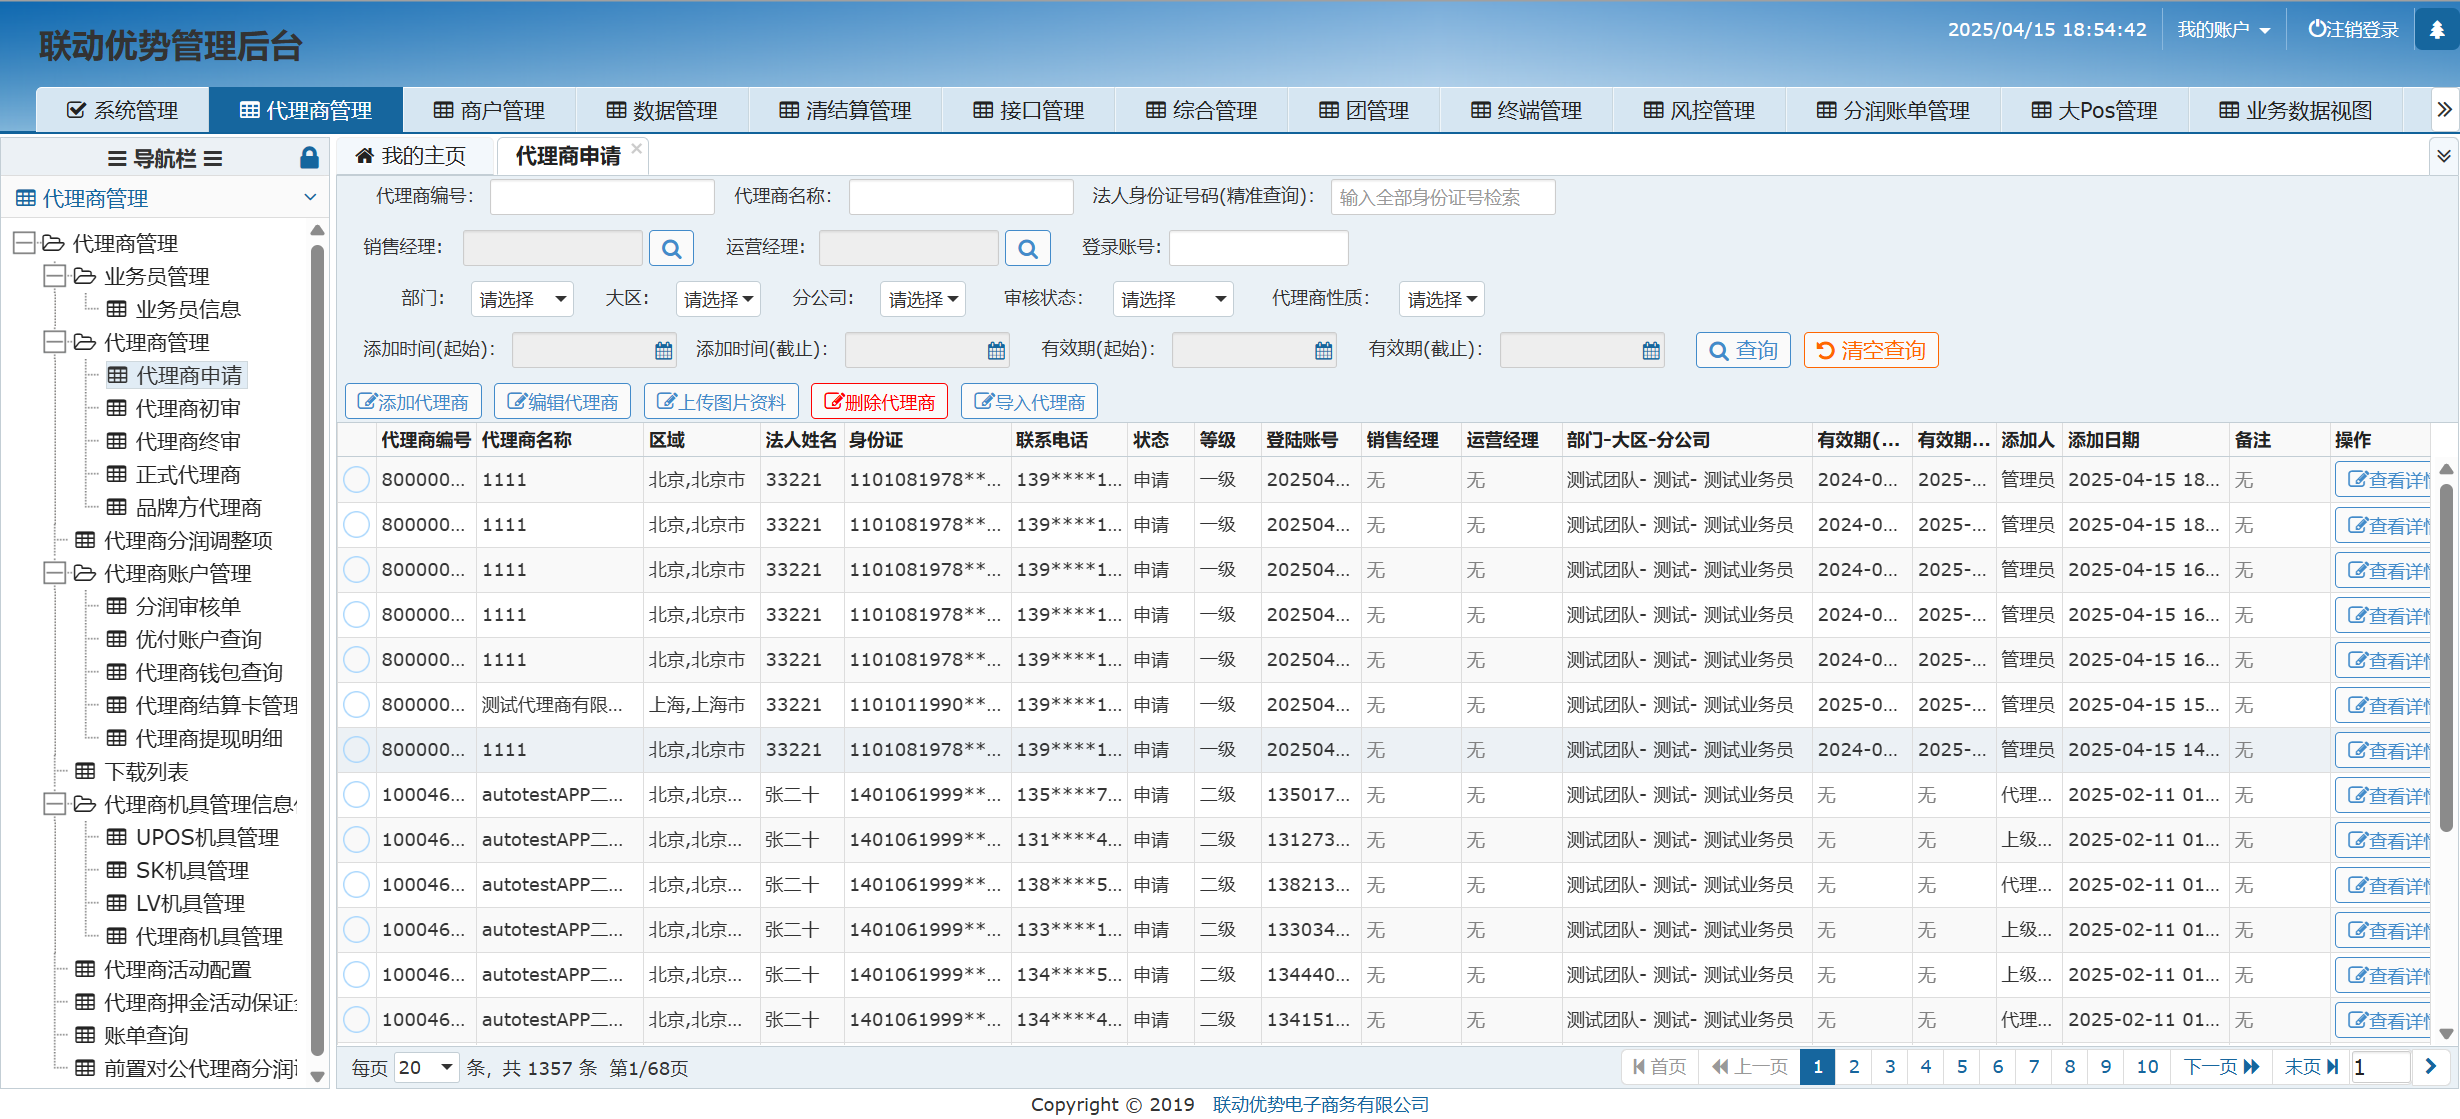 联动优势管理后台
2025/04/15 18:54:42 我的账户 注销登录
系统管理 代理商管理 商户管理 数据管理 清结算管理 接口管理 综合管理 团管理 终端管理 风控管理 分润账单管理 大Pos管理 业务数据视图
导航栏
代理商管理
代理商管理
业务员管理
业务员信息
代理商管理
代理商申请
代理商初审
代理商终审
正式代理商
品牌方代理商
代理商分润调整项
代理商账户管理
分润审核单
优付账户查询
代理商钱包查询
代理商结算卡管理
代理商提现明细
下载列表
代理商机具管理信息
UPOS机具管理
SK机具管理
LV机具管理
代理商机具管理
代理商活动配置
代理商押金活动保证
账单查询
前置对公代理商分润
我的主页 代理商申请
代理商编号： 代理商名称： 法人身份证号码(精准查询)： 输入全部身份证号检索
销售经理: 运营经理: 登录账号:
部门: 请选择 大区: 请选择 分公司: 请选择 审核状态: 请选择 代理商性质: 请选择
添加时间(起始)： 添加时间(截止)： 有效期(起始)： 有效期(截止)： 查询 清空查询
添加代理商 编辑代理商 上传图片资料 删除代理商 导入代理商
代理商编号 代理商名称 区域 法人姓名 身份证 联系电话 状态 等级 登陆账号 销售经理 运营经理 部门-大区-分公司 有效期(... 有效期... 添加人 添加日期 备注 操作
800000... 1111 北京,北京市 33221 1101081978**... 139****1... 申请 一级 202504... 无 无 测试团队- 测试- 测试业务员 2024-0... 2025-... 管理员 2025-04-15 18... 无 查看详情
800000... 1111 北京,北京市 33221 1101081978**... 139****1... 申请 一级 202504... 无 无 测试团队- 测试- 测试业务员 2024-0... 2025-... 管理员 2025-04-15 18... 无 查看详情
800000... 1111 北京,北京市 33221 1101081978**... 139****1... 申请 一级 202504... 无 无 测试团队- 测试- 测试业务员 2024-0... 2025-... 管理员 2025-04-15 16... 无 查看详情
800000... 1111 北京,北京市 33221 1101081978**... 139****1... 申请 一级 202504... 无 无 测试团队- 测试- 测试业务员 2024-0... 2025-... 管理员 2025-04-15 16... 无 查看详情
800000... 1111 北京,北京市 33221 1101081978**... 139****1... 申请 一级 202504... 无 无 测试团队- 测试- 测试业务员 2024-0... 2025-... 管理员 2025-04-15 16... 无 查看详情
800000... 测试代理商有限... 上海,上海市 33221 1101011990**... 139****1... 申请 一级 202504... 无 无 测试团队- 测试- 测试业务员 2025-0... 2025-... 管理员 2025-04-15 15... 无 查看详情
800000... 1111 北京,北京市 33221 1101081978**... 139****1... 申请 一级 202504... 无 无 测试团队- 测试- 测试业务员 2024-0... 2025-... 管理员 2025-04-15 14... 无 查看详情
100046... autotestAPP二... 北京,北京... 张二十 1401061999**... 135****7... 申请 二级 135017... 无 无 测试团队- 测试- 测试业务员 无 无 代理... 2025-02-11 01... 无 查看详情
100046... autotestAPP二... 北京,北京... 张二十 1401061999**... 131****4... 申请 二级 131273... 无 无 测试团队- 测试- 测试业务员 无 无 上级... 2025-02-11 01... 无 查看详情
100046... autotestAPP二... 北京,北京... 张二十 1401061999**... 138****5... 申请 二级 138213... 无 无 测试团队- 测试- 测试业务员 无 无 代理... 2025-02-11 01... 无 查看详情
100046... autotestAPP二... 北京,北京... 张二十 1401061999**... 133****1... 申请 二级 133034... 无 无 测试团队- 测试- 测试业务员 无 无 上级... 2025-02-11 01... 无 查看详情
100046... autotestAPP二... 北京,北京... 张二十 1401061999**... 134****5... 申请 二级 134440... 无 无 测试团队- 测试- 测试业务员 无 无 上级... 2025-02-11 01... 无 查看详情
100046... autotestAPP二... 北京,北京... 张二十 1401061999**... 134****4... 申请 二级 134151... 无 无 测试团队- 测试- 测试业务员 无 无 代理... 2025-02-11 01... 无 查看详情
每页 20 条, 共 1357 条 第1/68页 首页 上一页 1 2 3 4 5 6 7 8 9 10 下一页 末页 1
Copyright © 2019 联动优势电子商务有限公司